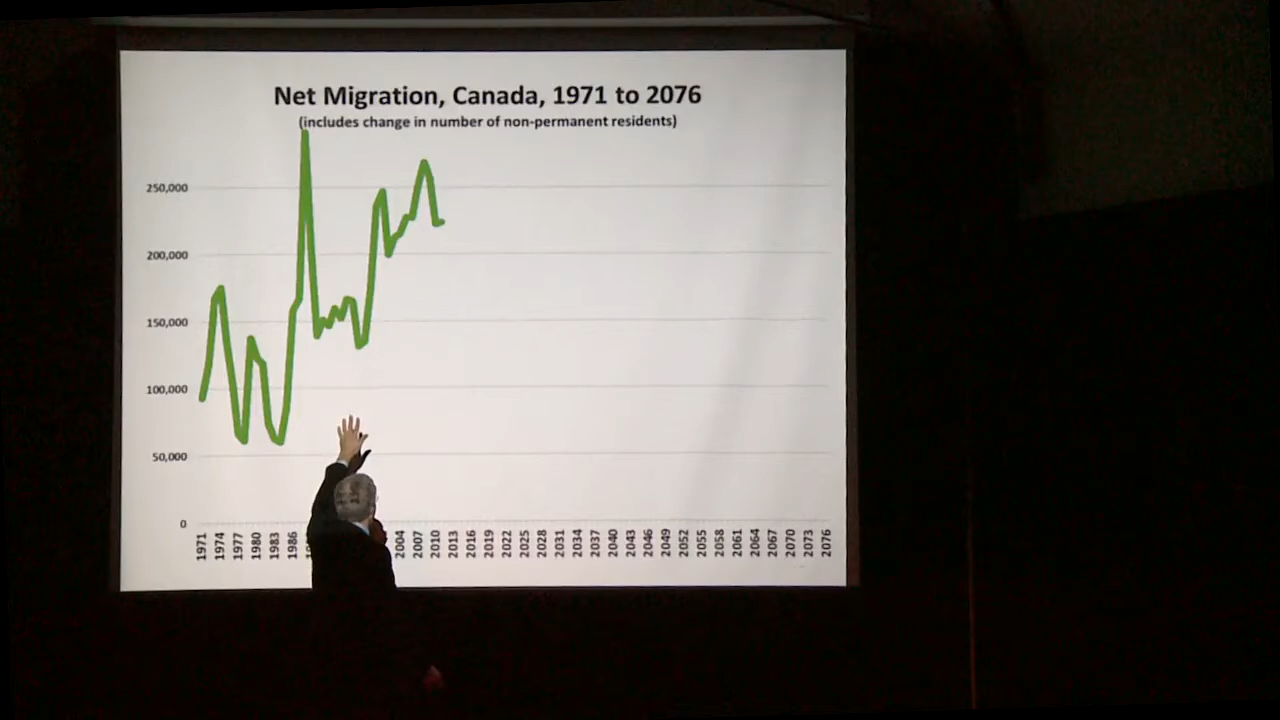 Net Migration, Canada, 1971 to 2076
(includes change in number of non-permanent residents)
250,000
200,000
150,000
100,000
50,000
0
1971 1974 1977 1980 1983 1986 2004 2007 2010 2013 2016 2019 2022 2025 2028 2031 2034 2037 2040 2043 2046 2049 2052 2055 2058 2061 2064 2067 2070 2073 2076